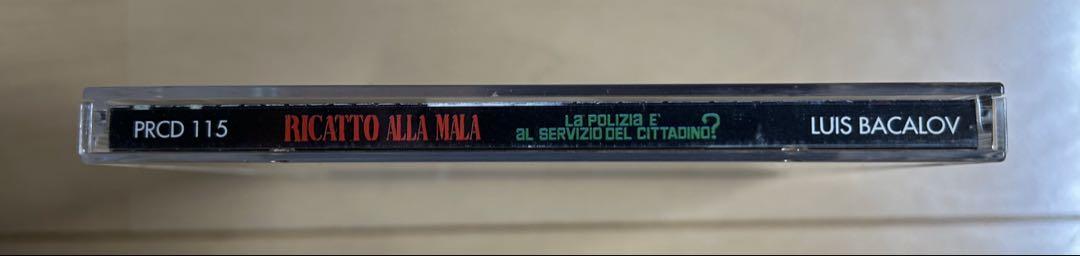 PRCD 115
RICATTO ALLA MALA
La POLIZIA E'
aL SERVIZIO DEL CITTADINO?
LUIS BACALOV